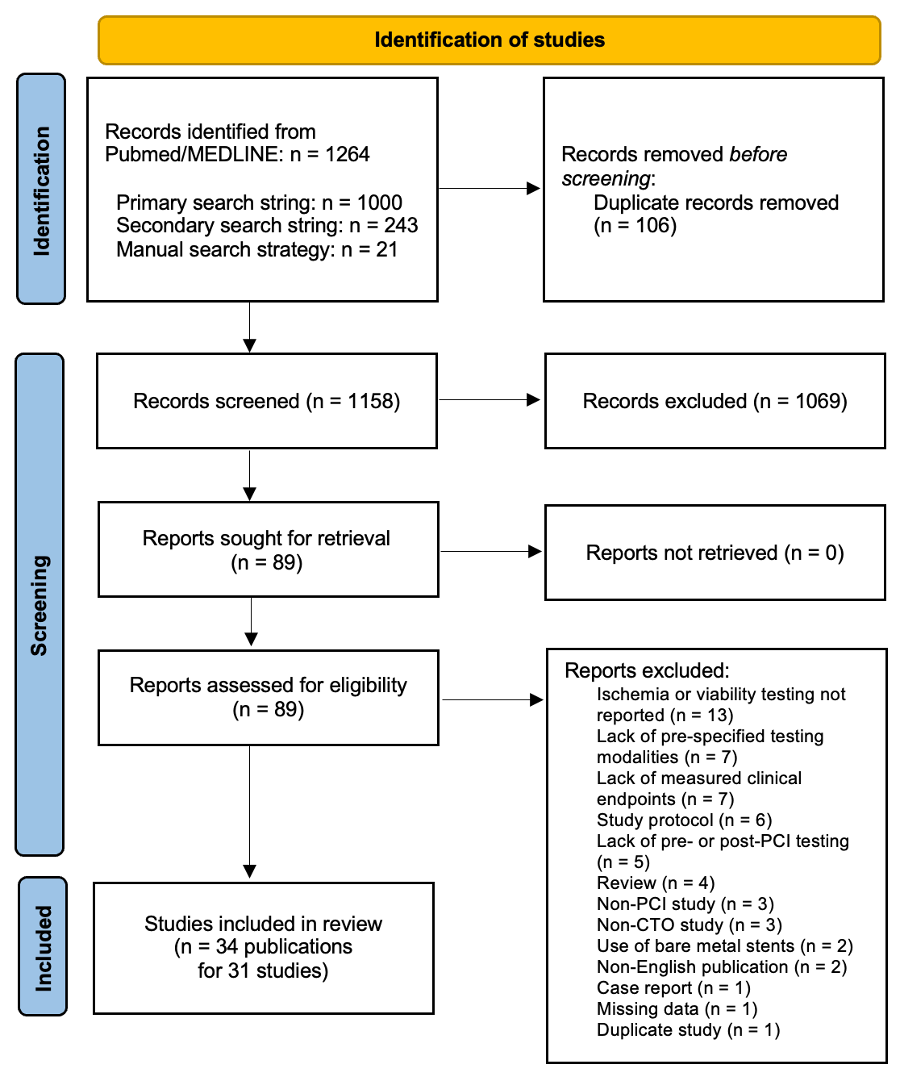 Identification of studies
Identification
Records identified from
Pubmed/MEDLINE: n = 1264
Primary search string: n = 1000
Secondary search string: n = 243
Manual search strategy: n = 21
Records removed before
screening:
Duplicate records removed
(n = 106)
Screening
Records screened (n = 1158)
Records excluded (n = 1069)
Reports sought for retrieval
(n = 89)
Reports not retrieved (n = 0)
Reports assessed for eligibility
(n = 89)
Reports excluded:
Ischemia or viability testing not
reported (n = 13)
Lack of pre-specified testing
modalities (n = 7)
Lack of measured clinical
endpoints (n = 7)
Study protocol (n = 6)
Lack of pre- or post-PCI testing
(n = 5)
Review (n = 4)
Non-PCI study (n = 3)
Non-CTO study (n = 3)
Use of bare metal stents (n = 2)
Non-English publication (n = 2)
Case report (n = 1)
Missing data (n = 1)
Duplicate study (n = 1)
Included
Studies included in review
(n = 34 publications
for 31 studies)